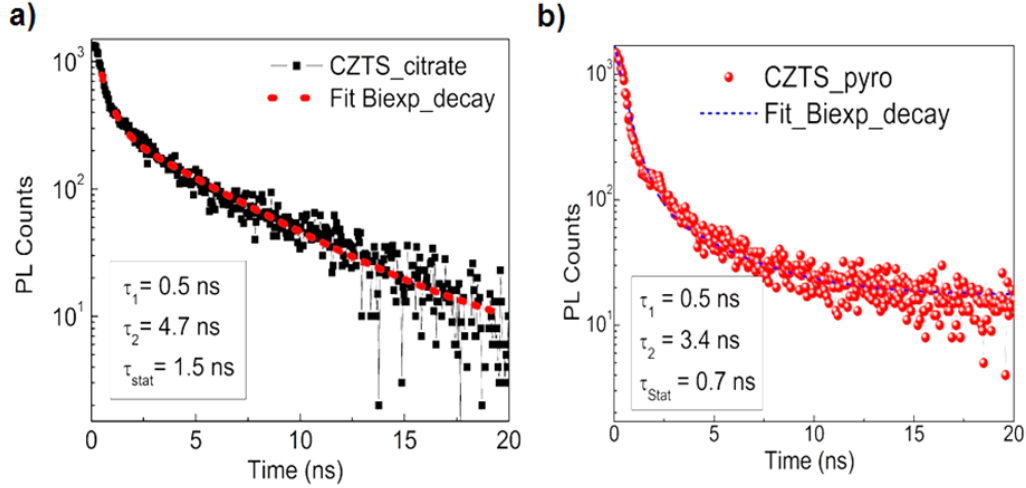 a)
PL Counts
10³
10²
10¹
CZTS_citrate
Fit Biexp_decay
τ₁= 0.5 ns
τ₂= 4.7 ns
τstat= 1.5 ns
0 5 10 15 20
Time (ns)
b)
PL Counts
10³
10²
10¹
CZTS_pyro
Fit_Biexp_decay
τ₁= 0.5 ns
τ₂= 3.4 ns
τStat= 0.7 ns
0 5 10 15 20
Time (ns)